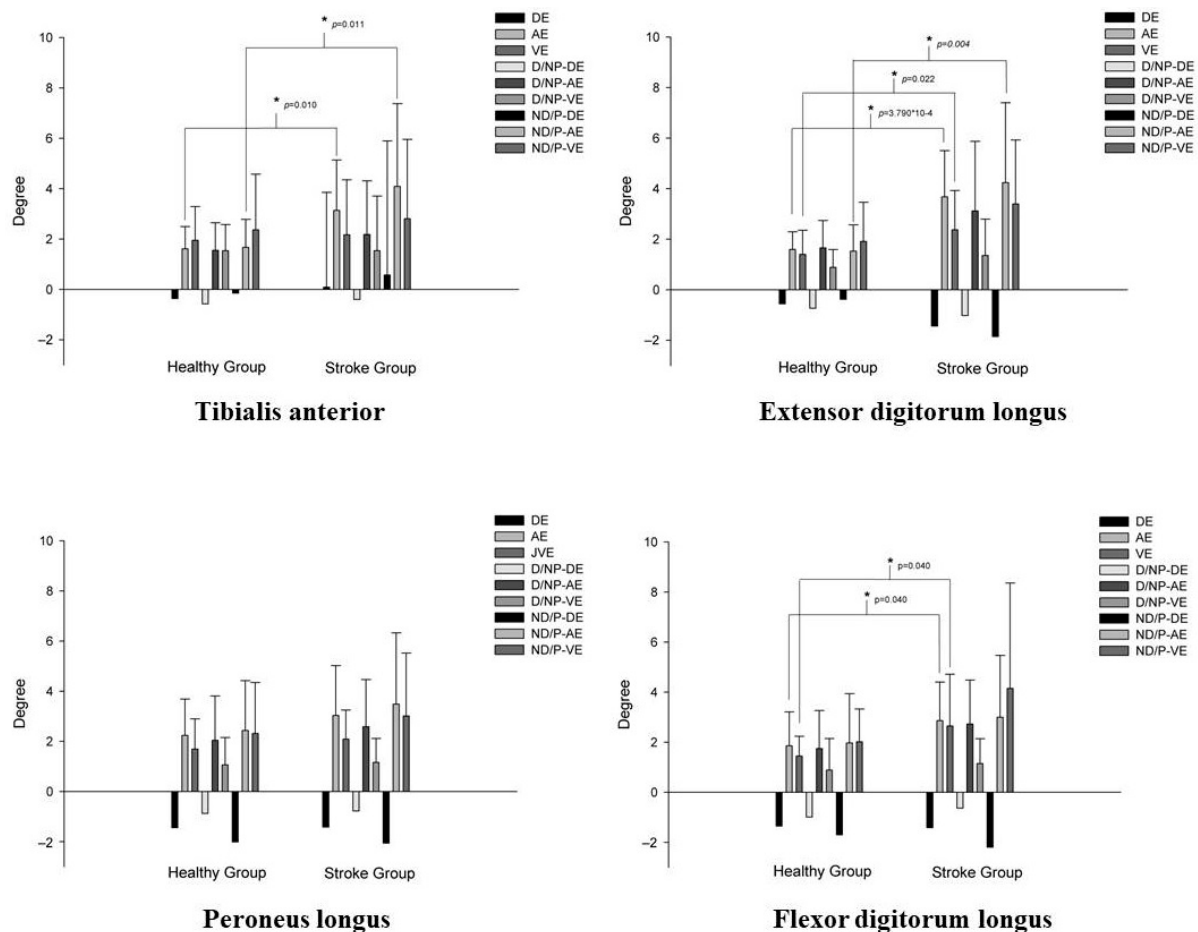 DE
AE
VE
D/NP-DE
D/NP-AE
D/NP-VE
ND/P-DE
ND/P-AE
ND/P-VE
* p=0.011
* p=0.010
10
8
6
4
2
0
–2
Degree
Healthy Group Stroke Group
Tibialis anterior
DE
AE
VE
D/NP-DE
D/NP-AE
D/NP-VE
ND/P-DE
ND/P-AE
ND/P-VE
* p=0.004
* p=0.022
* p=3.790*10-4
10
8
6
4
2
0
–2
Degree
Healthy Group Stroke Group
Extensor digitorum longus
DE
AE
JVE
D/NP-DE
D/NP-AE
D/NP-VE
ND/P-DE
ND/P-AE
ND/P-VE
10
8
6
4
2
0
–2
Degree
Healthy Group Stroke Group
Peroneus longus
DE
AE
VE
D/NP-DE
D/NP-AE
D/NP-VE
ND/P-DE
ND/P-AE
ND/P-VE
* p=0.040
* p=0.040
10
8
6
4
2
0
–2
Degree
Healthy Group Stroke Group
Flexor digitorum longus